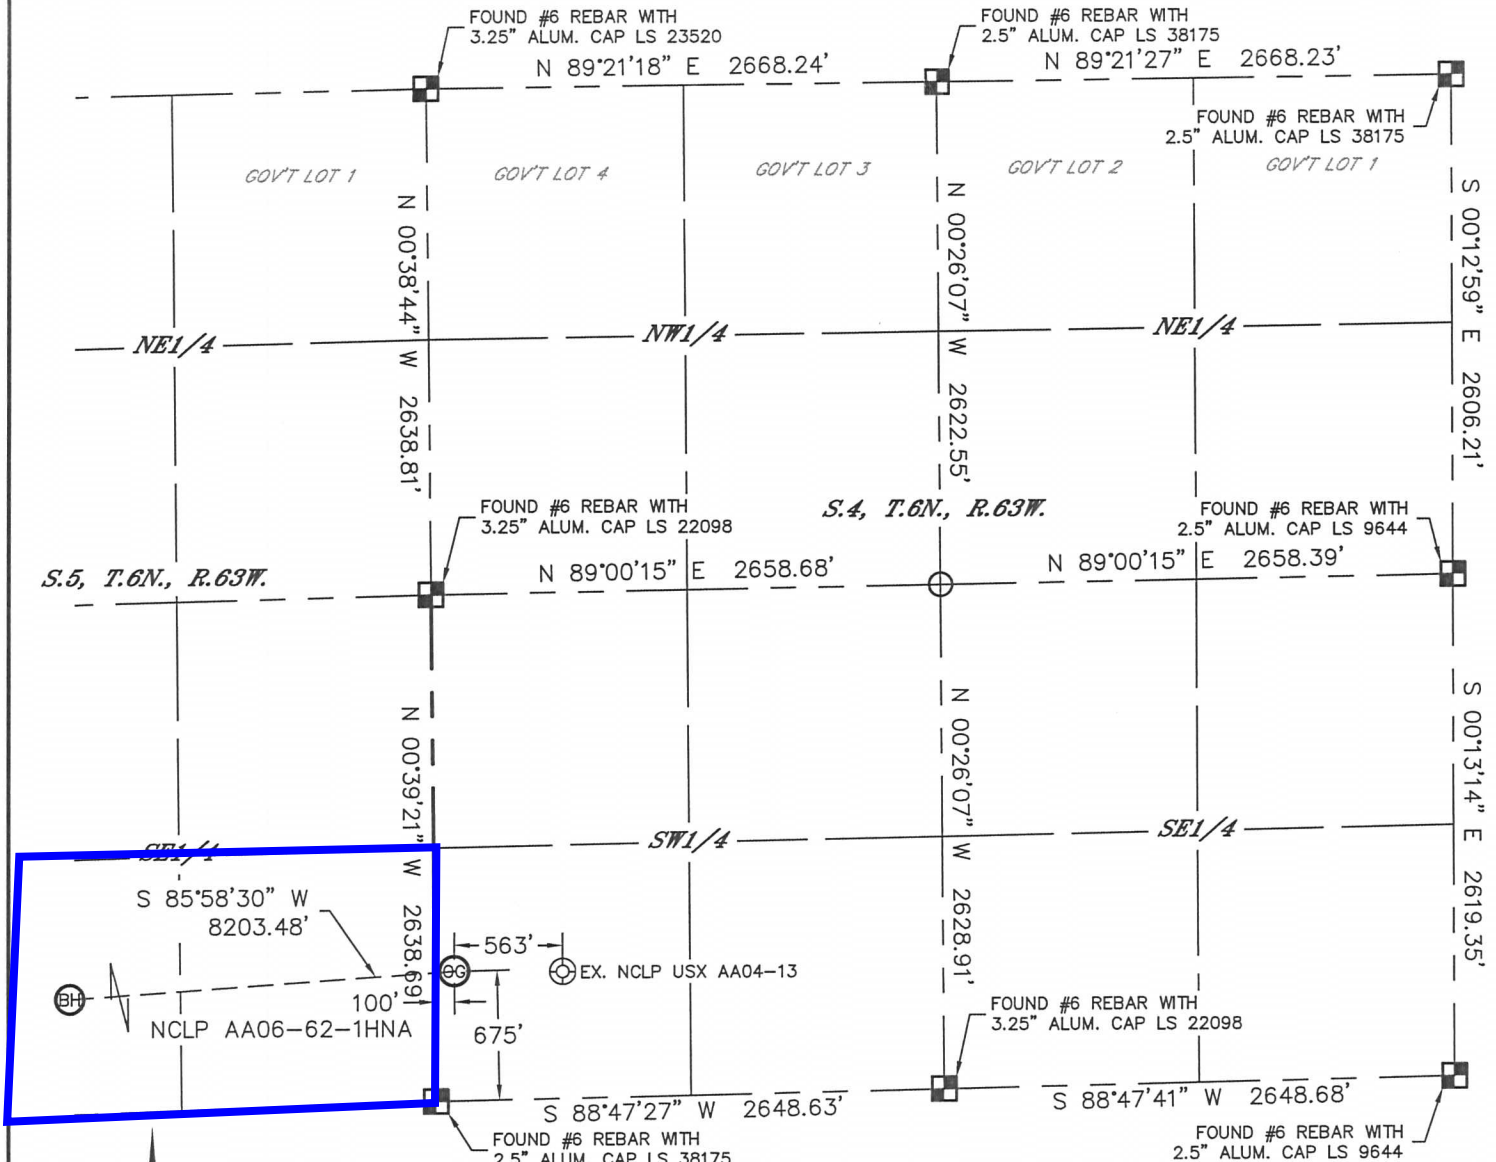 FOUND #6 REBAR WITH
3.25" ALUM. CAP LS 23520
FOUND #6 REBAR WITH
2.5" ALUM. CAP LS 38175
N 89°21'18" E 2668.24'
N 89°21'27" E 2668.23'
FOUND #6 REBAR WITH
2.5" ALUM. CAP LS 38175
GOV'T LOT 1
GOV'T LOT 4
GOV'T LOT 3
GOV'T LOT 2
GOV'T LOT 1
N 00°38'44" W 2638.81'
N 00°26'07" W 2622.55'
S 00°12'59" E 2606.21'
NE1/4
NW1/4
NE1/4
FOUND #6 REBAR WITH
3.25" ALUM. CAP LS 22098
S.4, T.6N., R.63W.
FOUND #6 REBAR WITH
2.5" ALUM. CAP LS 9644
S.5, T.6N., R.63W.
N 89°00'15" E 2658.68'
N 89°00'15" E 2658.39'
N 00°39'21" W 2638.69'
N 00°26'07" W 2628.91'
S 00°13'14" E 2619.35'
SE1/4
SW1/4
SE1/4
S 85°58'30" W
8203.48'
563'
OG
EX. NCLP USX AA04-13
BH
100'
NCLP AA06-62-1HNA
675'
FOUND #6 REBAR WITH
3.25" ALUM. CAP LS 22098
S 88°47'27" W 2648.63'
S 88°47'41" W 2648.68'
FOUND #6 REBAR WITH
2.5" ALUM. CAP LS 38175
FOUND #6 REBAR WITH
2.5" ALUM. CAP LS 9644